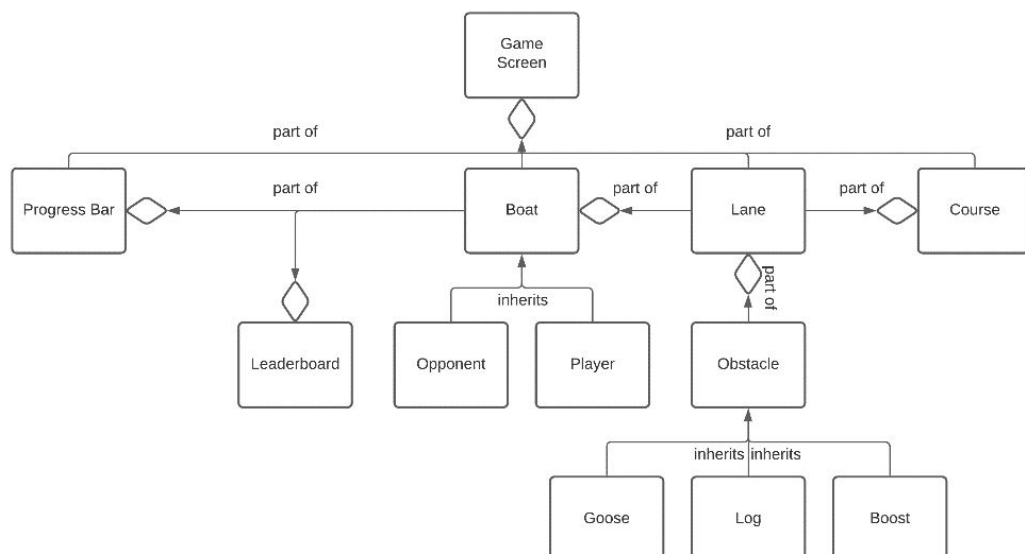 Game
Screen
part of
part of
Progress Bar
part of
Boat
part of
Lane
part of
Course
part of
Leaderboard
inherits
Opponent
Player
Obstacle
inherits inherits
Goose
Log
Boost